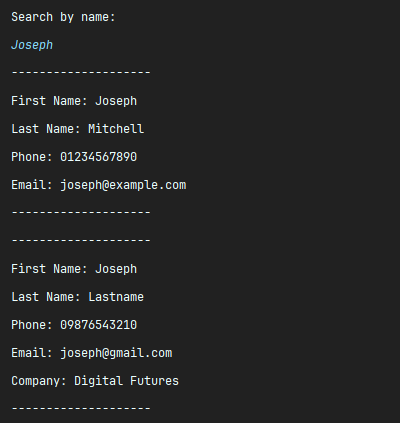 Search by name:
Joseph
--------------------
First Name: Joseph
Last Name: Mitchell
Phone: 01234567890
Email: joseph@example.com
--------------------
--------------------
First Name: Joseph
Last Name: Lastname
Phone: 09876543210
Email: joseph@gmail.com
Company: Digital Futures
--------------------